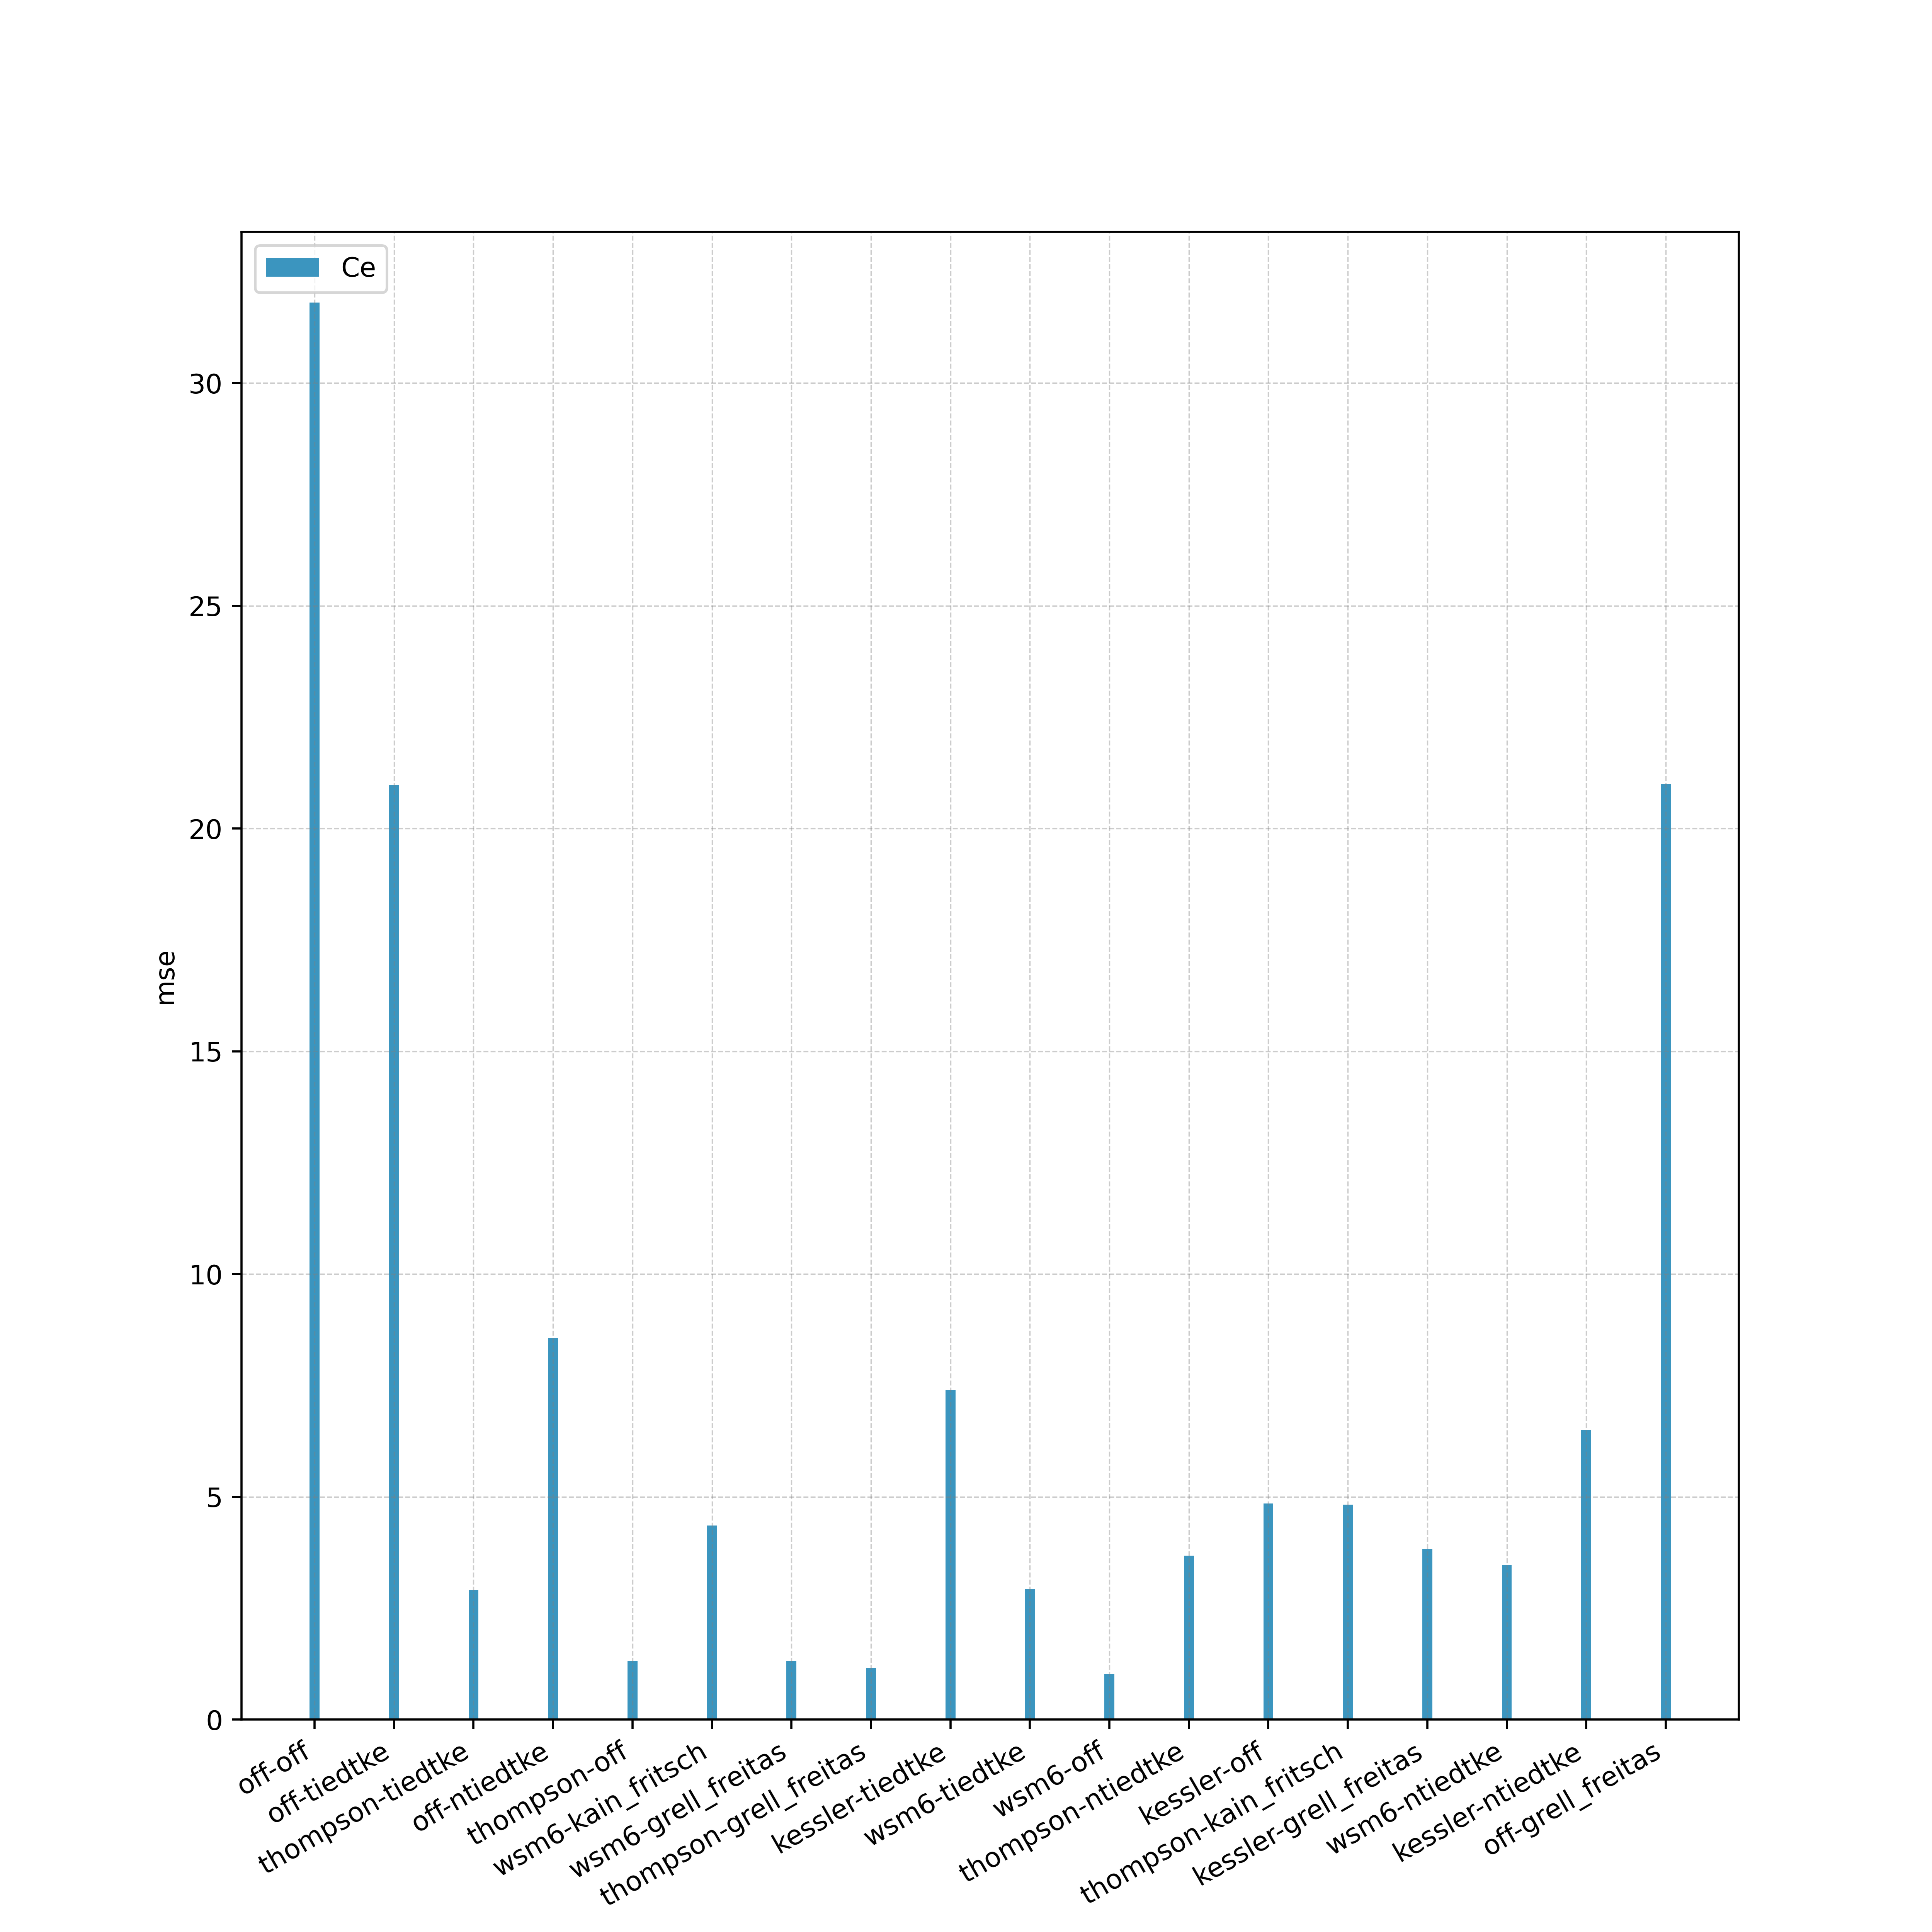 Ce
30
25
20
15
10
5
0
mse
off-off
off-tiedtke
thompson-tiedtke
off-ntiedtke
thompson-off
wsm6-kain_fritsch
wsm6-grell_freitas
thompson-grell_freitas
kessler-tiedtke
wsm6-tiedtke
wsm6-off
thompson-ntiedtke
kessler-off
thompson-kain_fritsch
kessler-grell_freitas
wsm6-ntiedtke
kessler-ntiedtke
off-grell_freitas